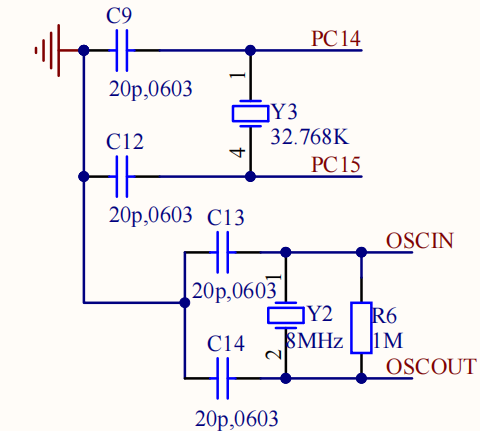 C9
PC14
20p,0603
1
Y3
32.768K
C12
4
PC15
20p,0603
C13
OSCIN
20p,0603
1
Y2
R6
8MHz
1M
C14
2
OSCOUT
20p,0603